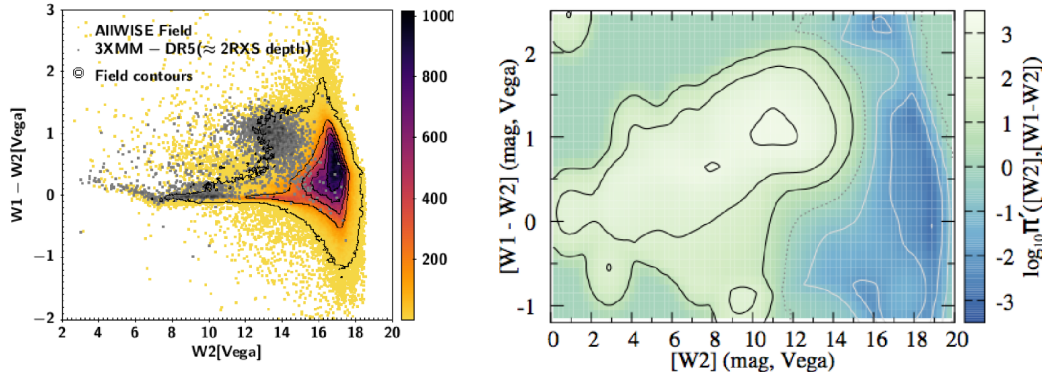 AllWISE Field
3XMM − DR5(≈ 2RXS depth)
Field contours
W1 − W2[Vega]
3
2
1
0
−1
−2
2 4 6 8 10 12 14 16 18 20
W2[Vega]
1000
800
600
400
200
[W1 - W2] (mag, Vega)
2
1
0
-1
0 2 4 6 8 10 12 14 16 18 20
[W2] (mag, Vega)
3
2
1
0
-1
-2
-3
log10 Π′([W2],[W1-W2])